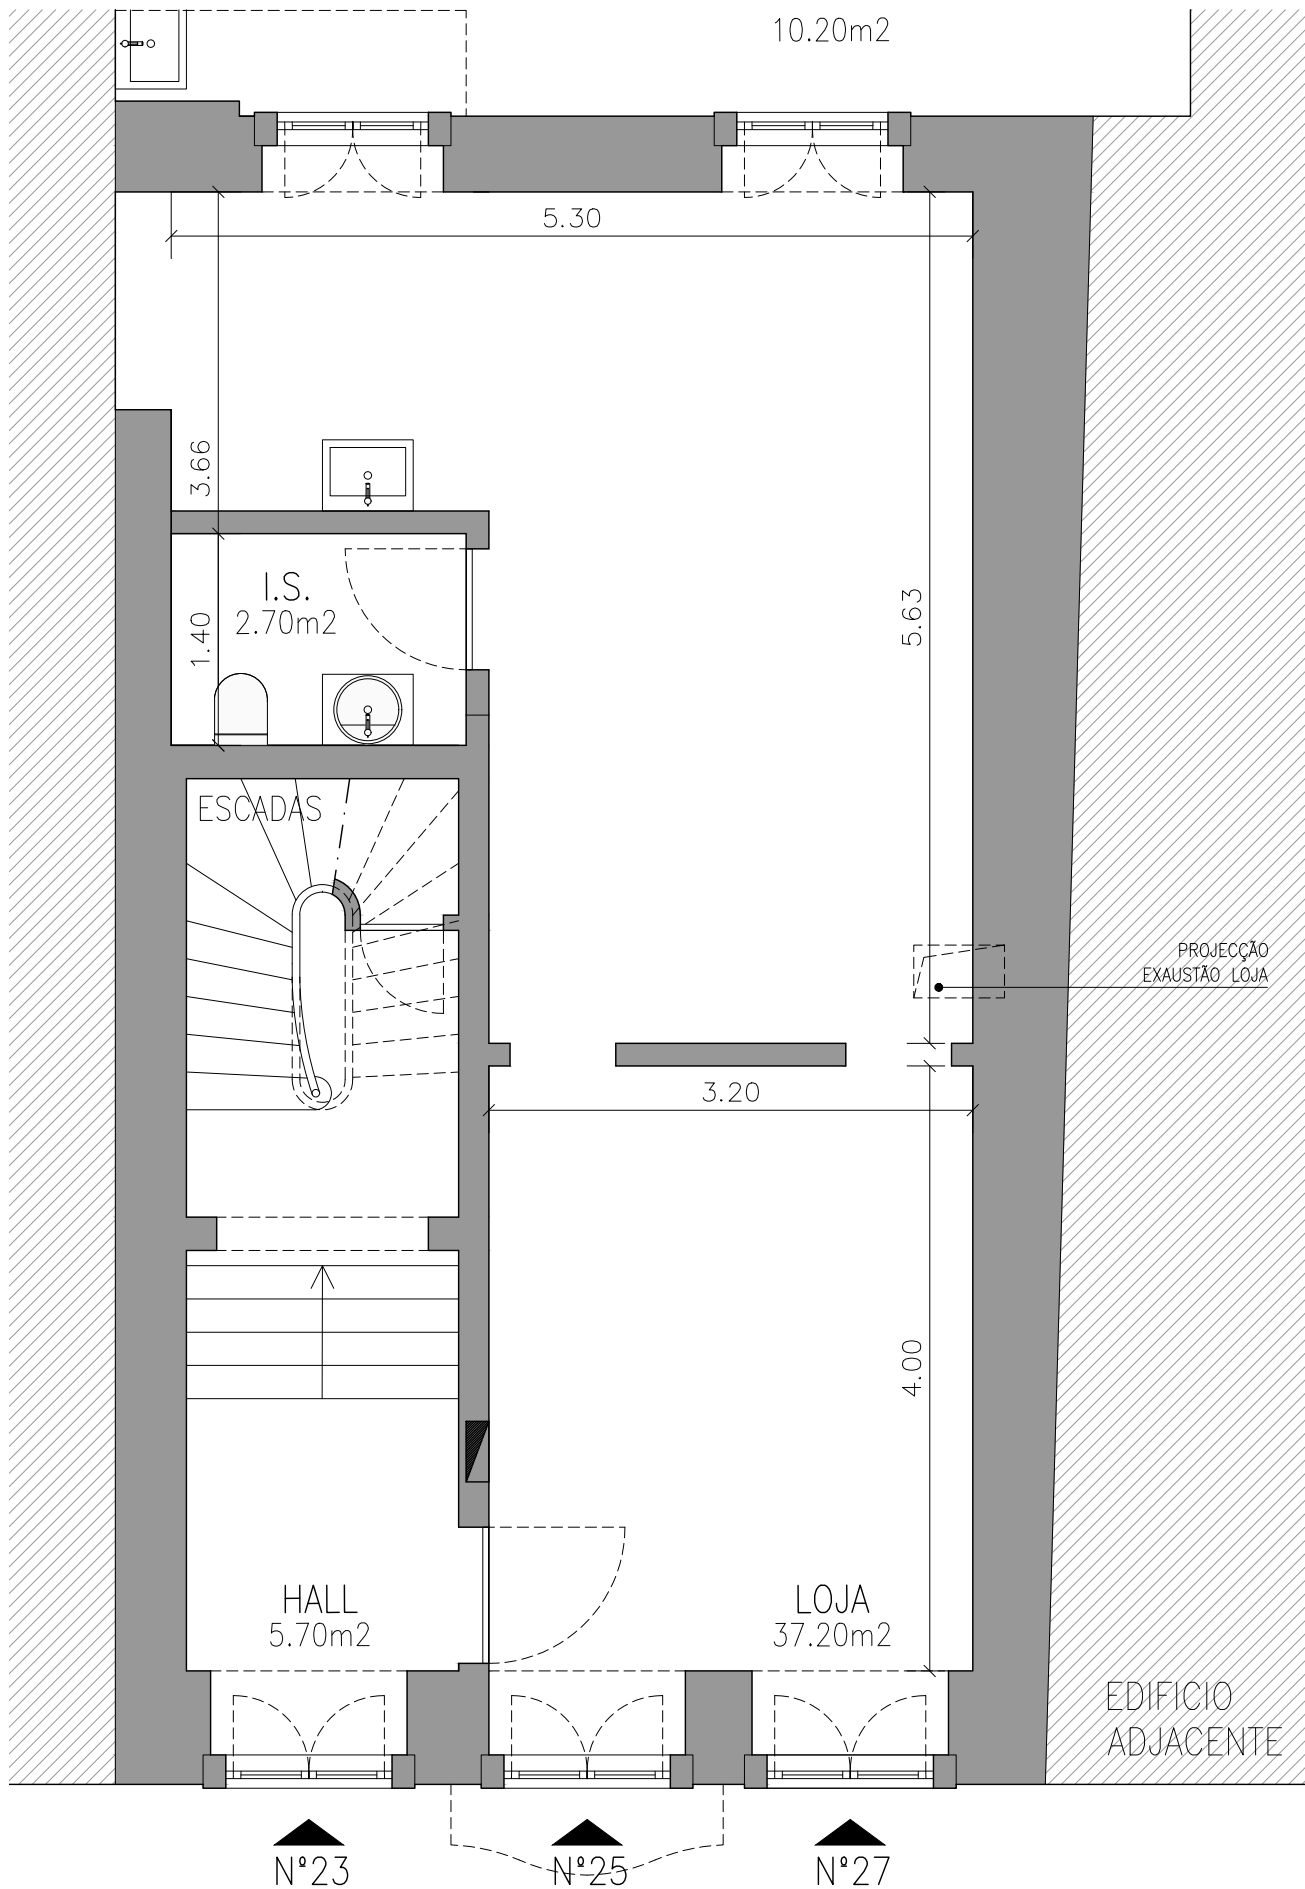 10.20m2
5.30
3.66
I.S.
2.70m2
1.40
5.63
ESCADAS
PROJECÇÃO
EXAUSTÃO LOJA
3.20
4.00
HALL
5.70m2
LOJA
37.20m2
EDIFICIO
ADJACENTE
Nº23
Nº25
Nº27